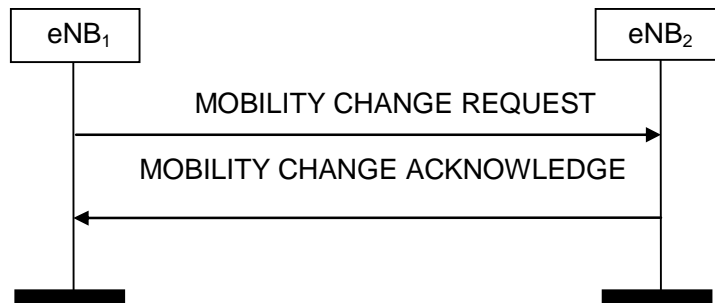 eNB₁
eNB₂
MOBILITY CHANGE REQUEST
MOBILITY CHANGE ACKNOWLEDGE